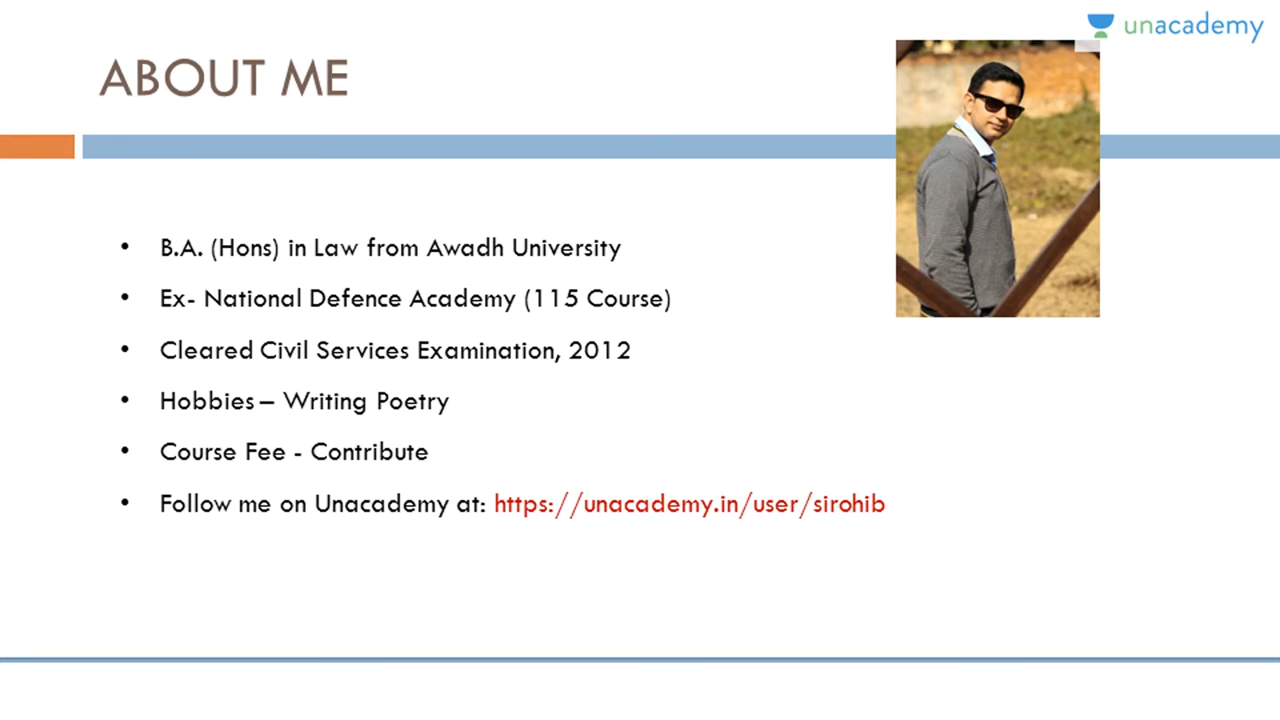 unacademy
ABOUT ME
• B.A. (Hons) in Law from Awadh University
• Ex- National Defence Academy (115 Course)
• Cleared Civil Services Examination, 2012
• Hobbies – Writing Poetry
• Course Fee - Contribute
• Follow me on Unacademy at: https://unacademy.in/user/sirohib